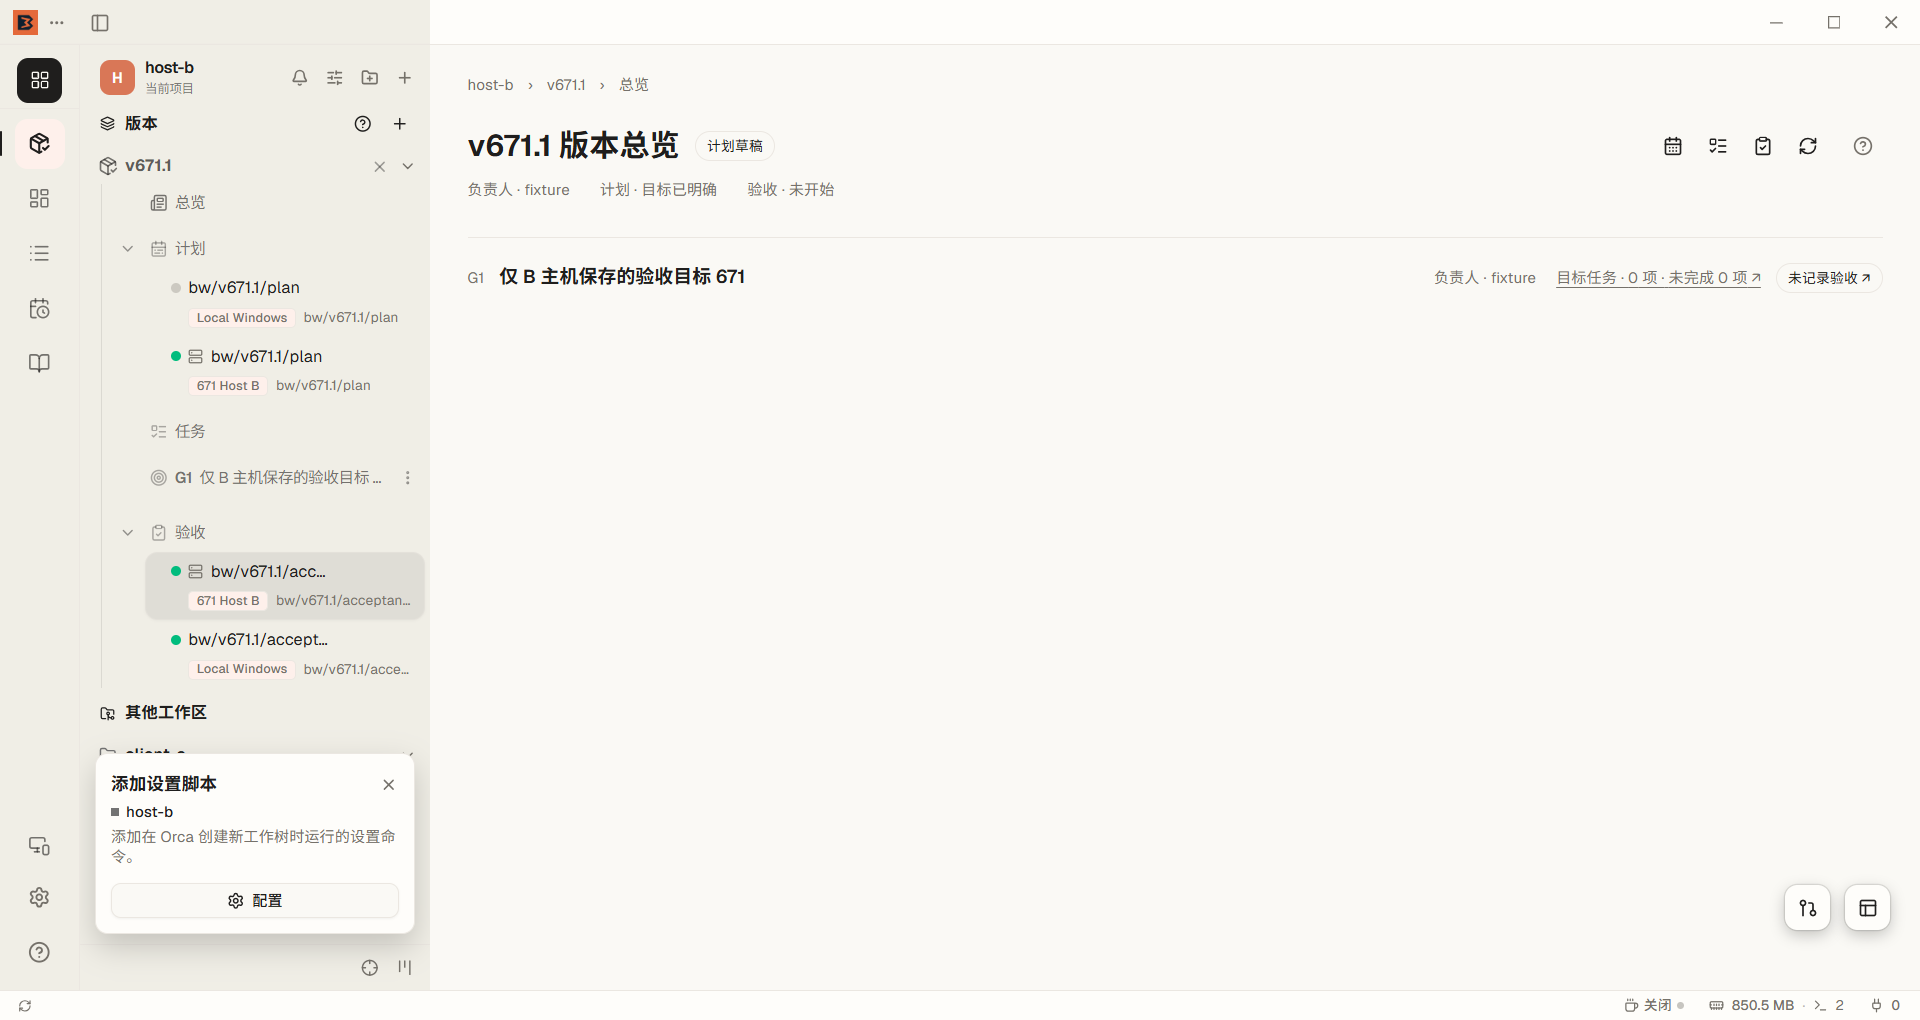 H
host-b
当前项目
版本
v671.1
总览
计划
bw/v671.1/plan
Local Windows bw/v671.1/plan
bw/v671.1/plan
671 Host B bw/v671.1/plan
任务
G1 仅 B 主机保存的验收目标 ...
验收
bw/v671.1/acc...
671 Host B bw/v671.1/acceptan...
bw/v671.1/accept...
Local Windows bw/v671.1/acce...
其他工作区
添加设置脚本
host-b
添加在 Orca 创建新工作树时运行的设置命
令。
配置
host-b › v671.1 › 总览
v671.1 版本总览 计划草稿
负责人 · fixture 计划 · 目标已明确 验收 · 未开始
G1 仅 B 主机保存的验收目标 671 负责人 · fixture 目标任务 · 0 项 · 未完成 0 项 ↗ 未记录验收 ↗
关闭 850.5 MB · 2 0